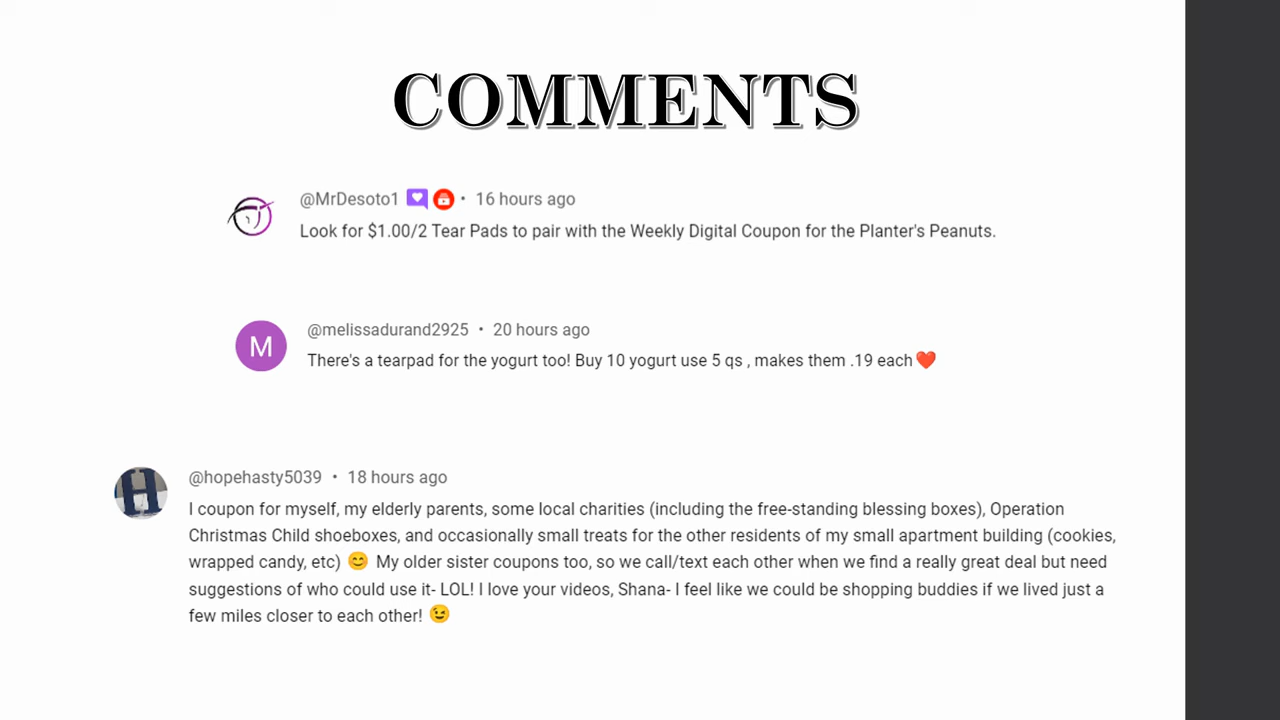 COMMENTS
@MrDesoto1 • 16 hours ago
Look for $1.00/2 Tear Pads to pair with the Weekly Digital Coupon for the Planter's Peanuts.
M
@melissadurand2925 • 20 hours ago
There's a tearpad for the yogurt too! Buy 10 yogurt use 5 qs , makes them .19 each ❤️
H
@hopehasty5039 • 18 hours ago
I coupon for myself, my elderly parents, some local charities (including the free-standing blessing boxes), Operation
Christmas Child shoeboxes, and occasionally small treats for the other residents of my small apartment building (cookies,
wrapped candy, etc) 😊 My older sister coupons too, so we call/text each other when we find a really great deal but need
suggestions of who could use it- LOL! I love your videos, Shana- I feel like we could be shopping buddies if we lived just a
few miles closer to each other! 😉